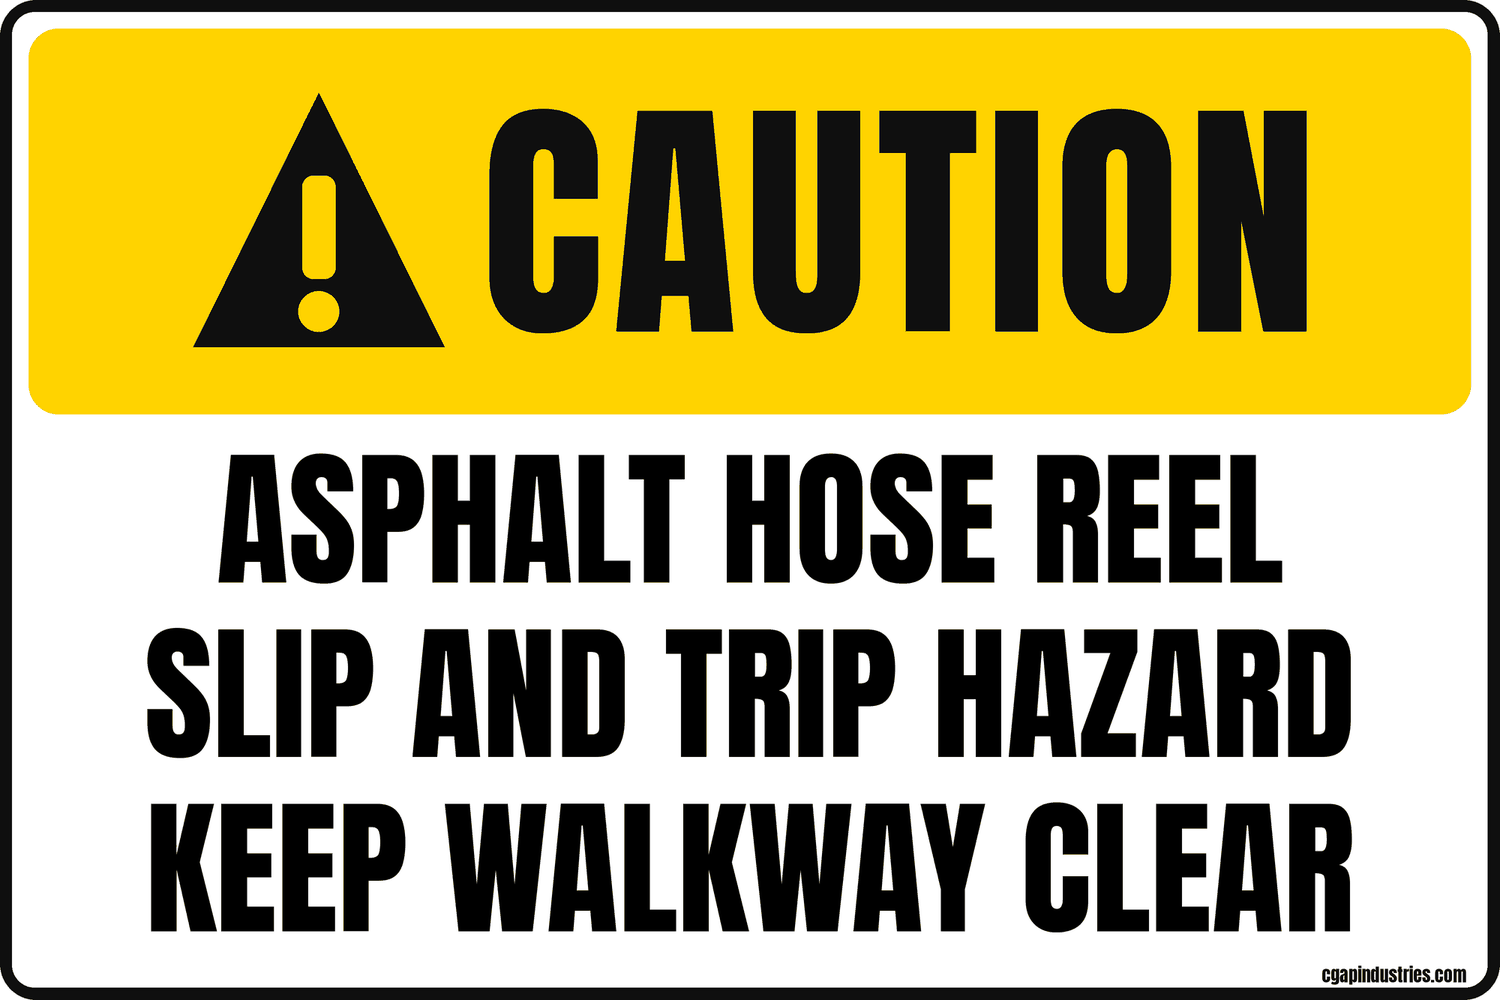 CAUTION
ASPHALT HOSE REEL
SLIP AND TRIP HAZARD
KEEP WALKWAY CLEAR
cgapindustries.com